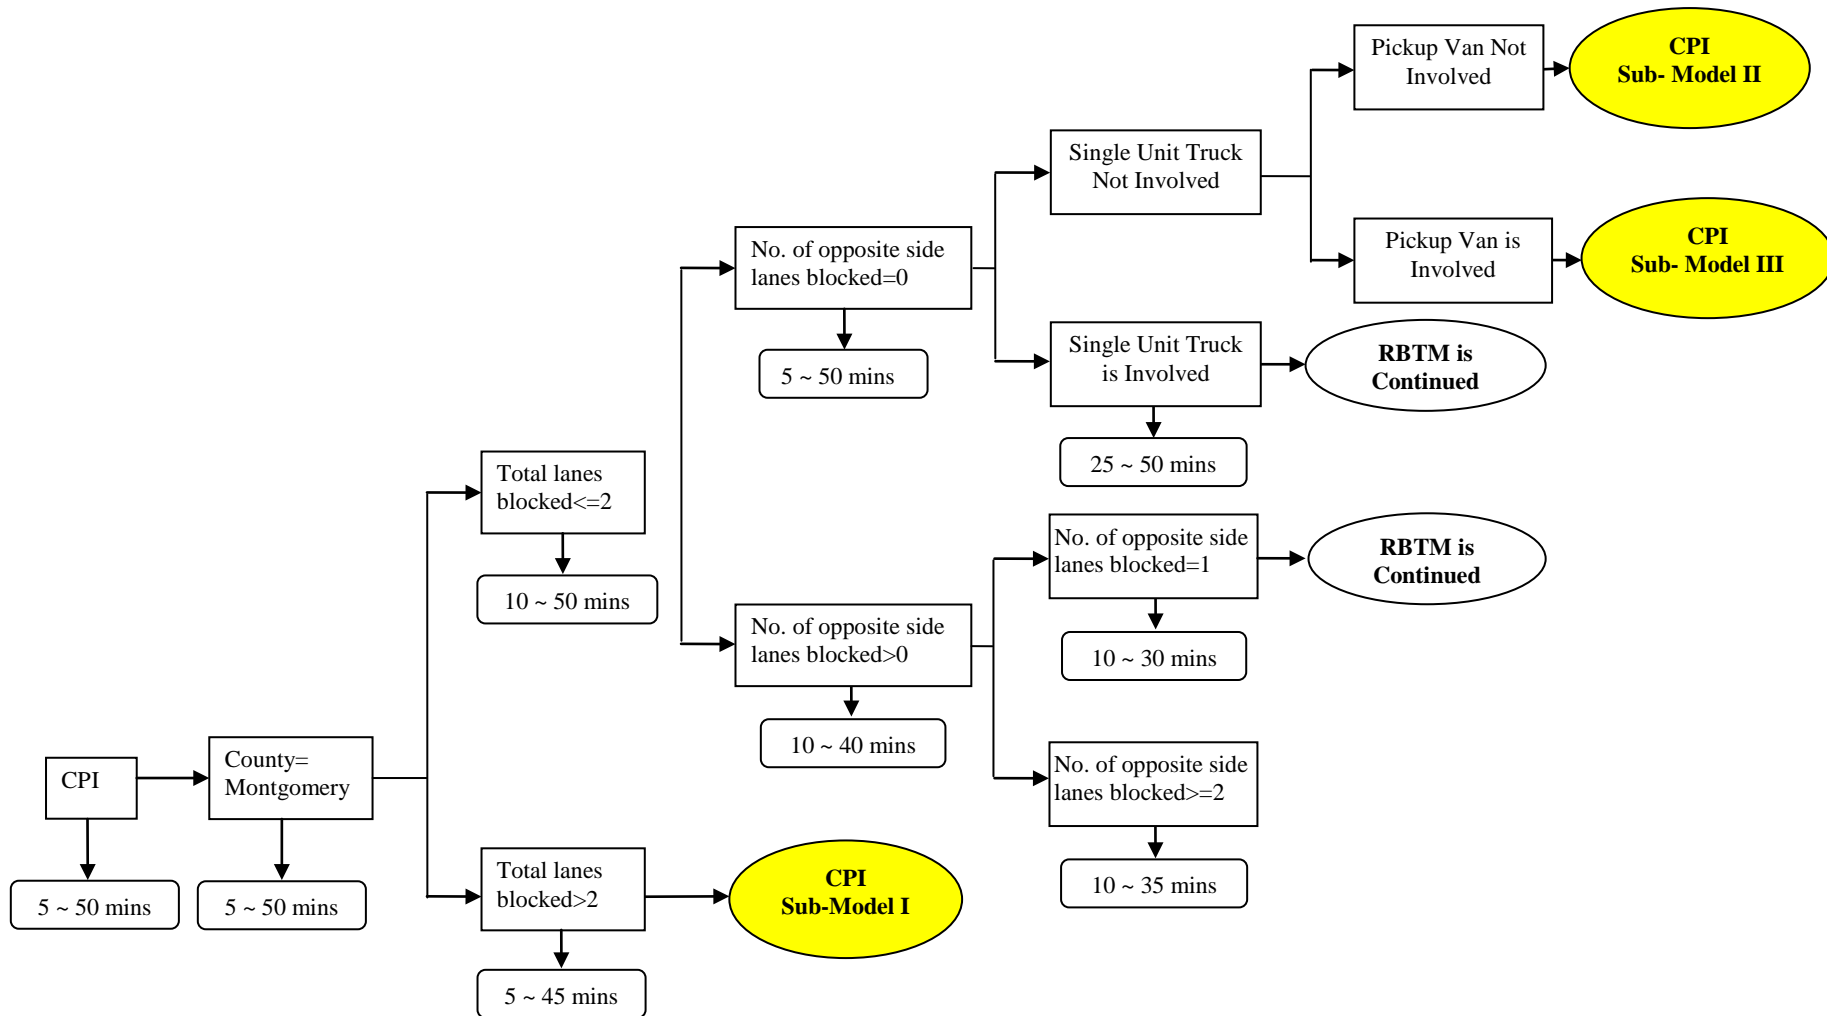 CPI
5 ~ 50 mins
County=
Montgomery
5 ~ 50 mins
Total lanes
blocked<=2
10 ~ 50 mins
Total lanes
blocked>2
5 ~ 45 mins
CPI
Sub-Model I
No. of opposite side
lanes blocked=0
5 ~ 50 mins
No. of opposite side
lanes blocked>0
10 ~ 40 mins
Single Unit Truck
Not Involved
Single Unit Truck
is Involved
25 ~ 50 mins
RBTM is
Continued
No. of opposite side
lanes blocked=1
10 ~ 30 mins
RBTM is
Continued
No. of opposite side
lanes blocked>=2
10 ~ 35 mins
Pickup Van Not
Involved
CPI
Sub- Model II
Pickup Van is
Involved
CPI
Sub- Model III